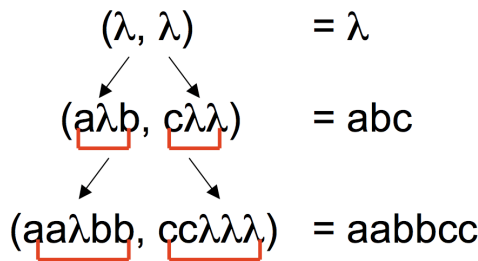 (λ, λ) = λ
(aλb, cλλ) = abc
(aaλbb, ccλλλ) = aabbcc